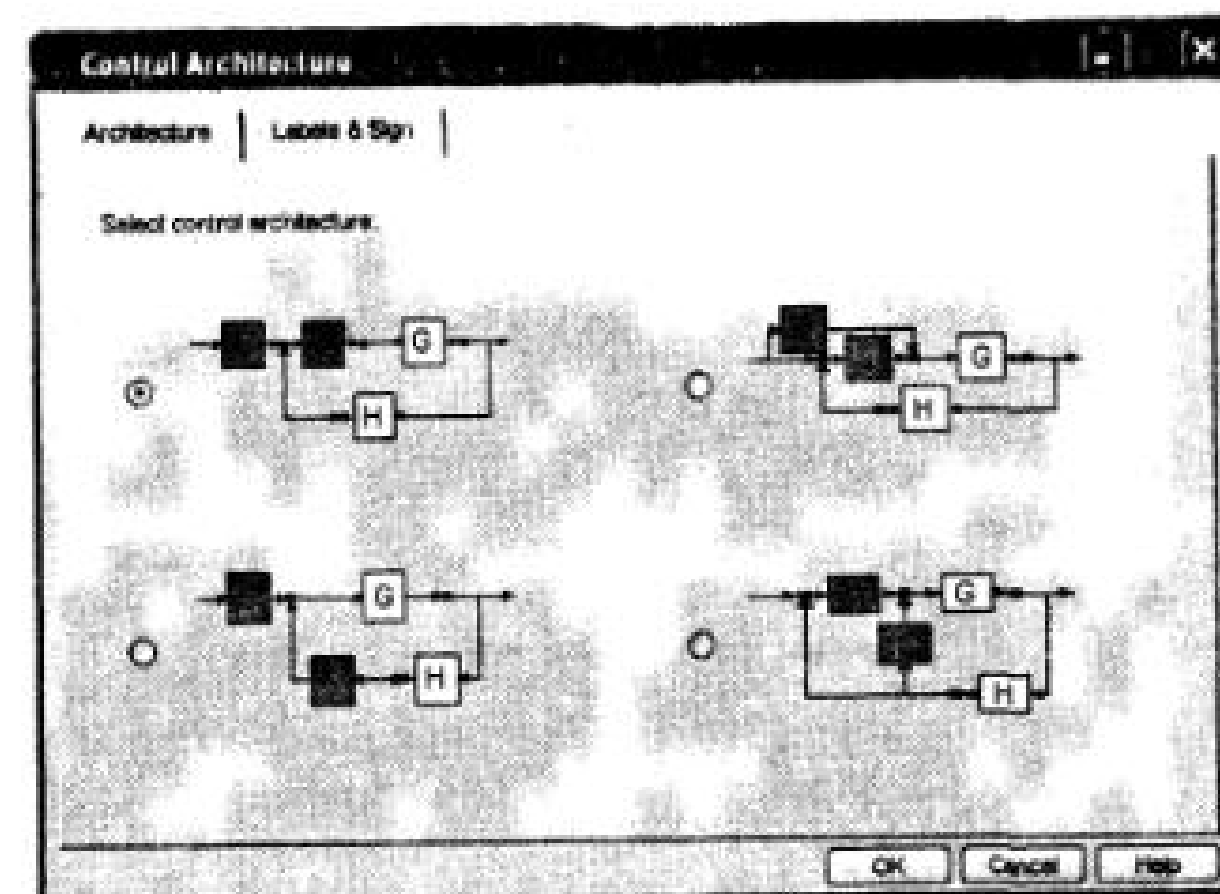 Control Architecture
Architecture | Labels & Sign |
Select control architecture.
G
G
H
H
G
G
H
H
OK Cancel Help